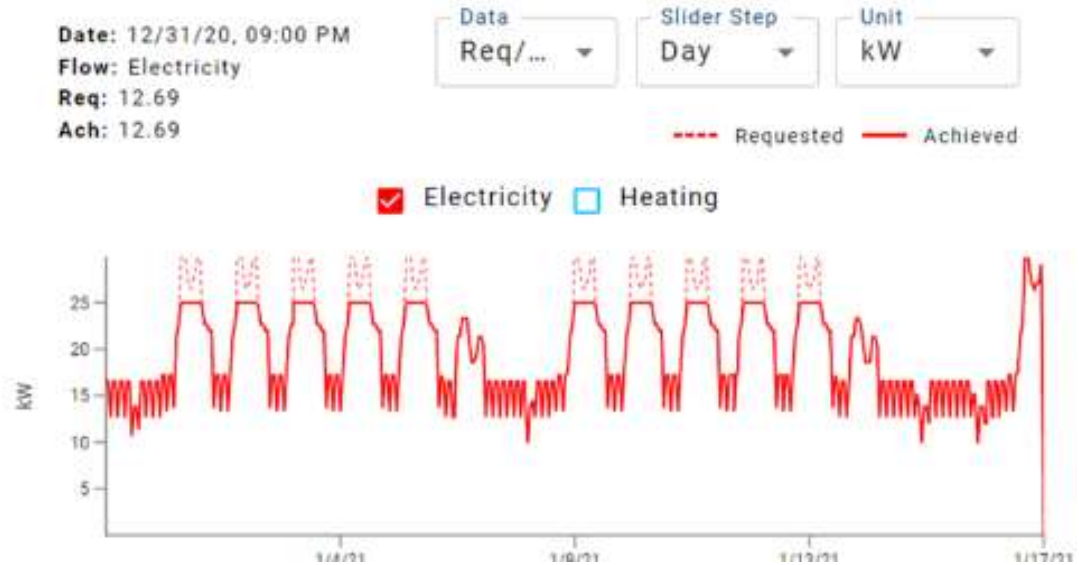 Date: 12/31/20, 09:00 PM
Flow: Electricity
Req: 12.69
Ach: 12.69
Data
Req/...
Slider Step
Day
Unit
kW
Requested
Achieved
Electricity
Heating
25
20
15
10
5
kW
1/4/21
1/9/21
1/13/21
1/17/21